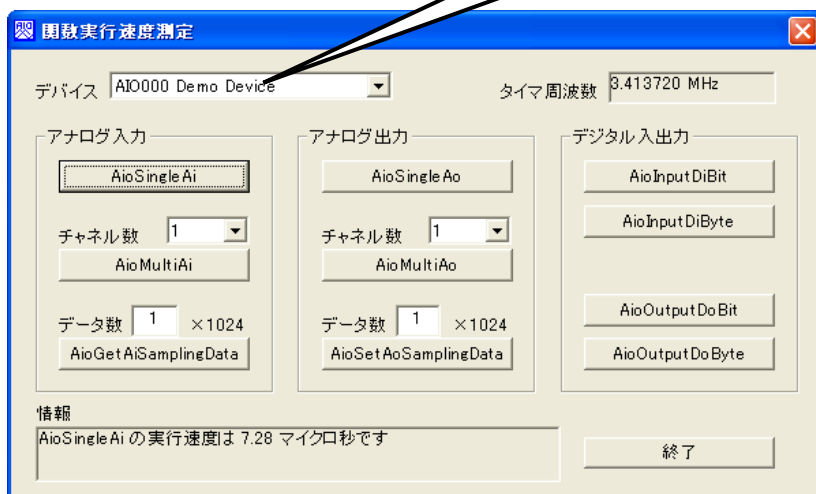 関数実行速度測定
デバイス AIO000 Demo Device タイマ周波数 3.413720 MHz
アナログ入力
AioSingleAi
チャネル数 1
AioMultiAi
データ数 1 ×1024
AioGetAiSamplingData
アナログ出力
AioSingleAo
チャネル数 1
AioMultiAo
データ数 1 ×1024
AioSetAoSamplingData
デジタル入出力
AioInputDiBit
AioInputDiByte
AioOutputDoBit
AioOutputDoByte
情報
AioSingleAi の実行速度は 7.28 マイクロ秒です
終了